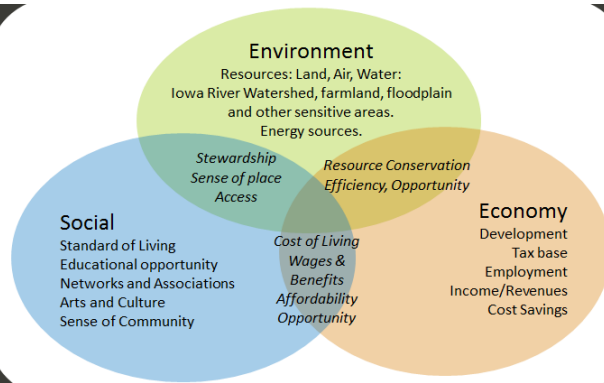 Environment
Resources: Land, Air, Water:
Iowa River Watershed, farmland, floodplain
and other sensitive areas.
Energy sources.
Stewardship
Sense of place
Access
Resource Conservation
Efficiency, Opportunity
Social
Standard of Living
Educational opportunity
Networks and Associations
Arts and Culture
Sense of Community
Cost of Living
Wages &
Benefits
Affordability
Opportunity
Economy
Development
Tax base
Employment
Income/Revenues
Cost Savings